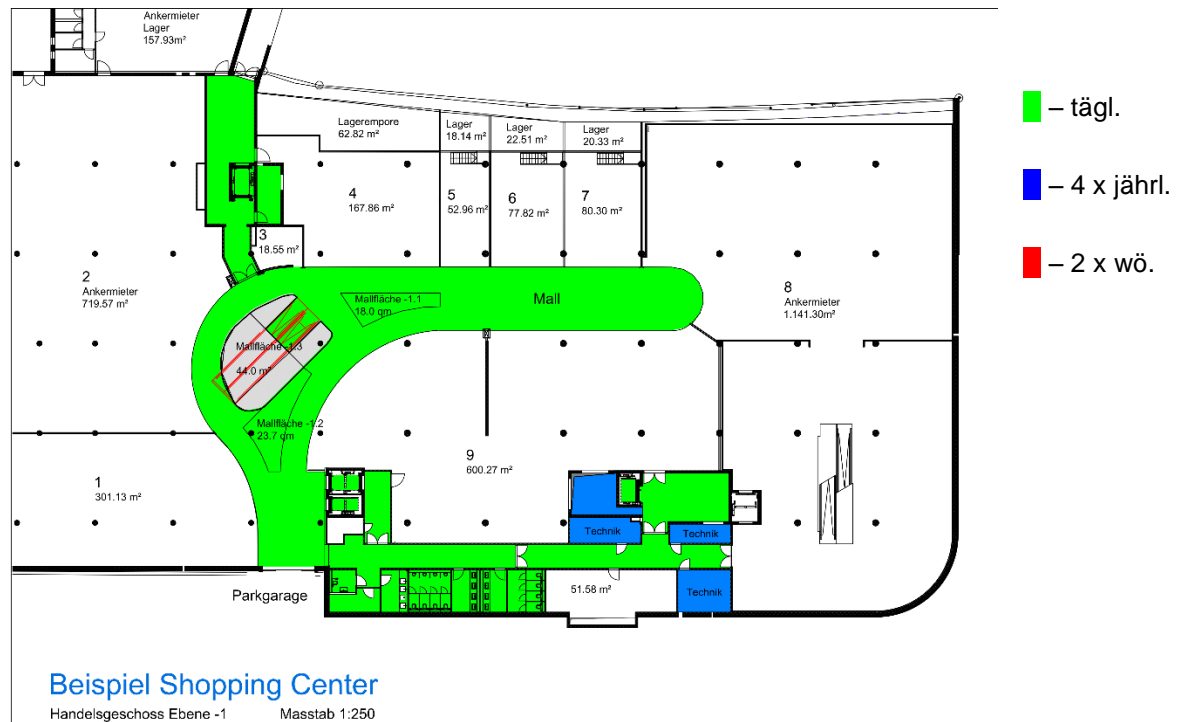 Ankermieter
Lager
157.93m²
Lagerempore
62.82 m²
Lager
18.14 m²
Lager
22.51 m²
Lager
20.33 m²
4
167.86 m²
5
52.96 m²
6
77.82 m²
7
80.30 m²
3
18.55 m²
2
Ankermieter
719.57 m²
8
Ankermieter
1.141.30m²
Mallfläche -1.1
18.0 qm
Mall
Mallfläche -1.3
44.0 m²
Mallfläche -1.2
23.7 qm
9
600.27 m²
1
301.13 m²
Technik
Technik
51.58 m²
Technik
Parkgarage
– tägl.
– 4 x jährl.
– 2 x wö.
Beispiel Shopping Center
Handelsgeschoss Ebene -1 Masstab 1:250